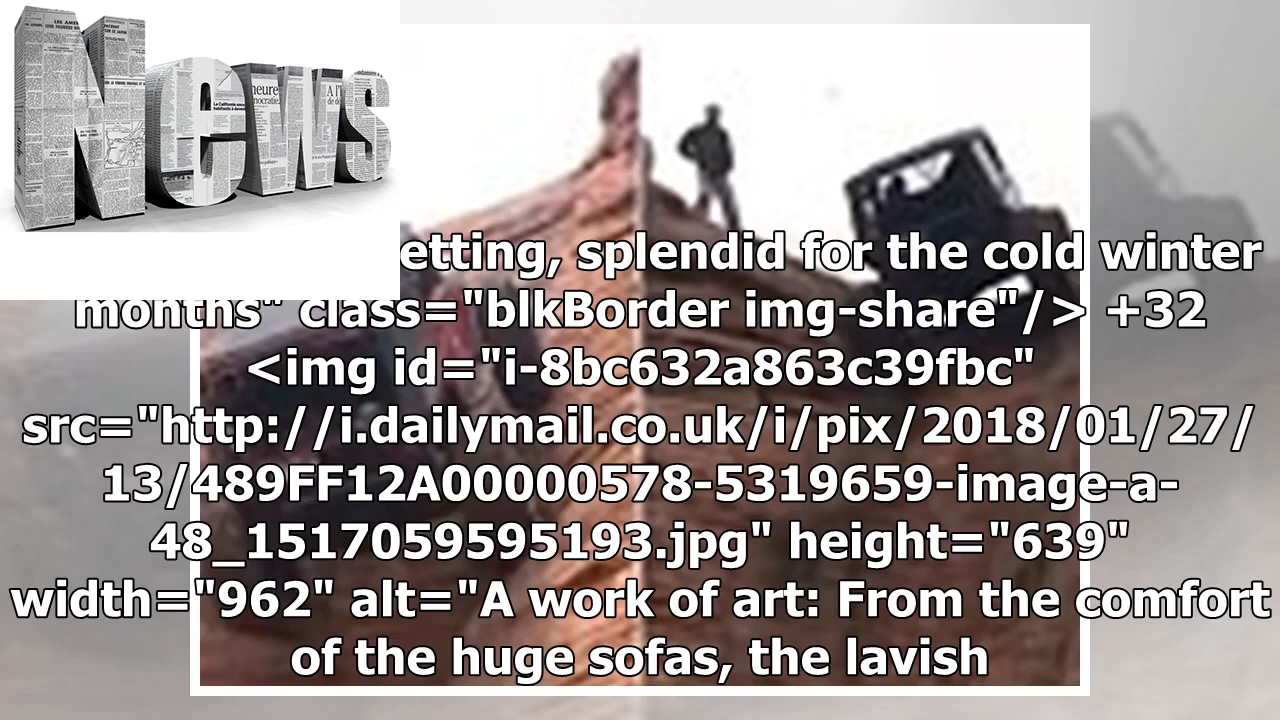 News
etting, splendid for the cold winter
months" class="blkBorder img-share"/> +32
<img id="i-8bc632a863c39fbc"
src="http://i.dailymail.co.uk/i/pix/2018/01/27/
13/489FF12A00000578-5319659-image-a-
48_1517059595193.jpg" height="639"
width="962" alt="A work of art: From the comfort
of the huge sofas, the lavish